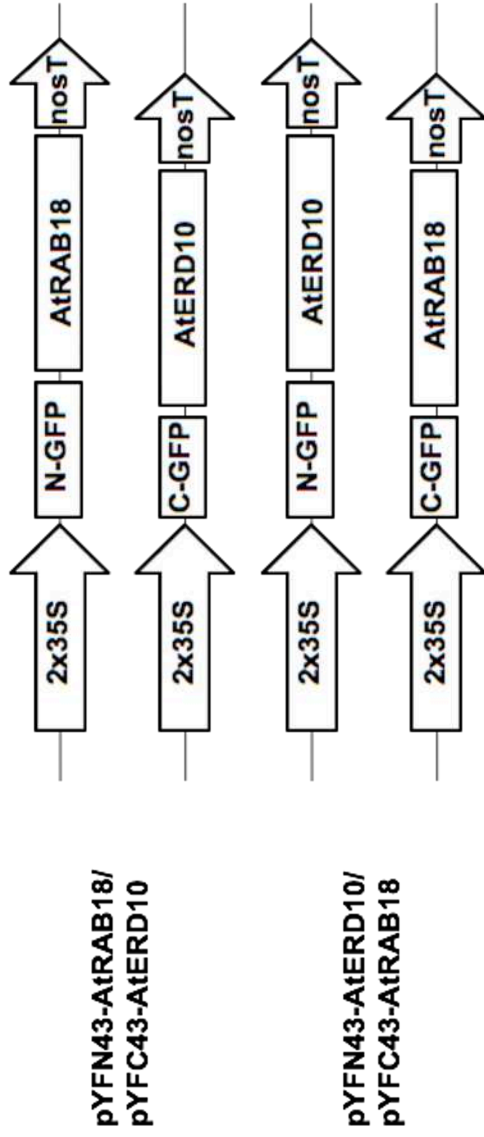 pYFN43-AtRAB18/
pYFC43-AtERD10
2x35S N-GFP AtRAB18 nosT
2x35S C-GFP AtERD10 nosT
pYFN43-AtERD10/
pYFC43-AtRAB18
2x35S N-GFP AtERD10 nosT
2x35S C-GFP AtRAB18 nosT